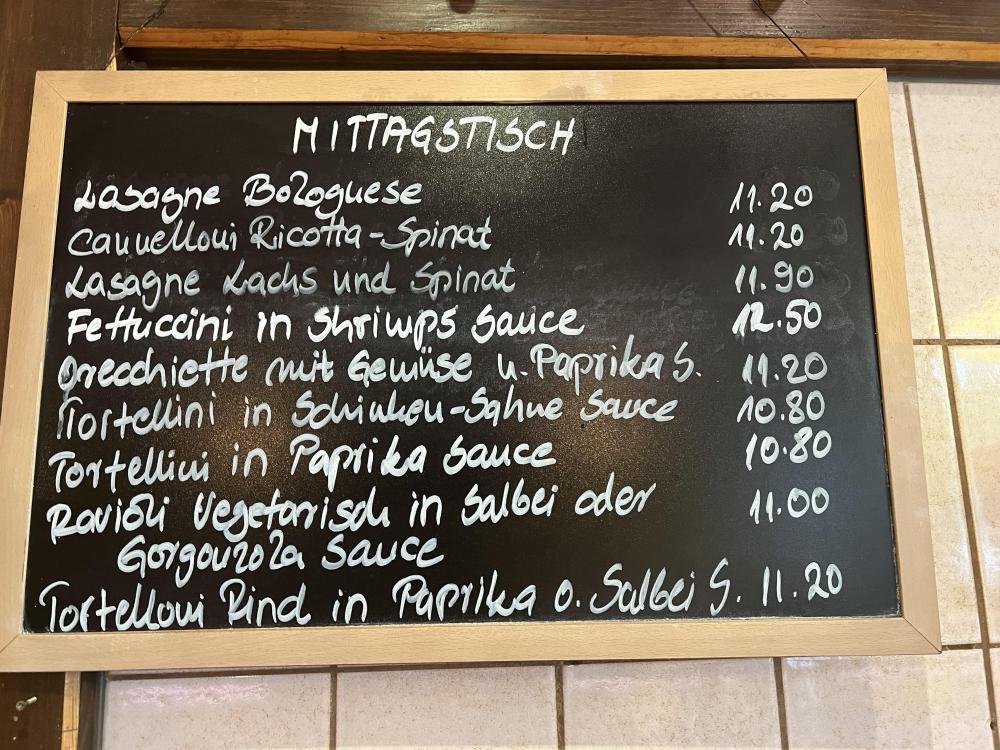 MITTAGSTISCH
Lasagne Bolognese 11.20
Cannelloni Ricotta-Spinat 11.20
Lasagne Lachs und Spinat 11.90
Fettuccini in Shrimps Sauce 12.50
Orecchiette mit Gemüse u. Paprika S. 11.20
Tortellini in Schinken-Sahne Sauce 10.80
Tortellini in Paprika Sauce 10.80
Ravioli Vegetarisch in Salbei oder 11.00
Gorgonzola Sauce
Tortelloni Rind in Paprika o. Salbei S. 11.20